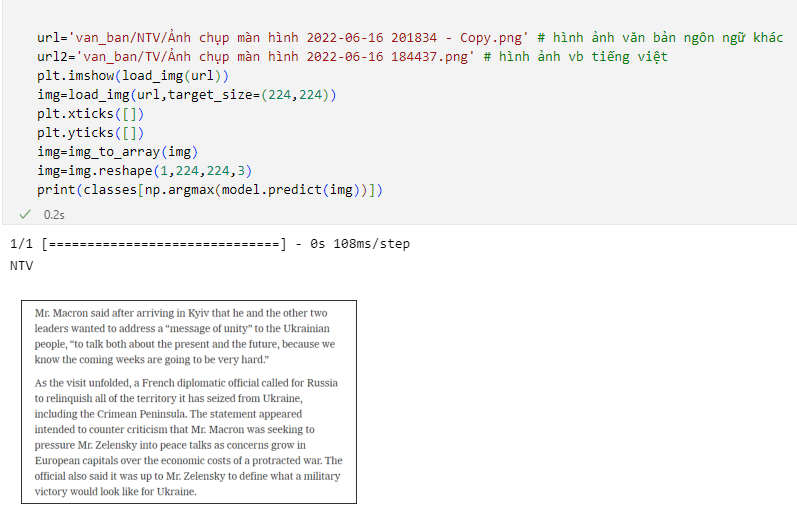 url='van_ban/NTV/Ảnh chụp màn hình 2022-06-16 201834 - Copy.png' # hình ảnh văn bản ngôn ngữ khác
url2='van_ban/TV/Ảnh chụp màn hình 2022-06-16 184437.png' # hình ảnh vb tiếng việt
plt.imshow(load_img(url))
img=load_img(url,target_size=(224,224))
plt.xticks([])
plt.yticks([])
img=img_to_array(img)
img=img.reshape(1,224,224,3)
print(classes[np.argmax(model.predict(img))])
✓ 0.2s
1/1 [==============================] - 0s 108ms/step
NTV
Mr. Macron said after arriving in Kyiv that he and the other two
leaders wanted to address a “message of unity” to the Ukrainian
people, “to talk both about the present and the future, because we
know the coming weeks are going to be very hard.”
As the visit unfolded, a French diplomatic official called for Russia
to relinquish all of the territory it has seized from Ukraine,
including the Crimean Peninsula. The statement appeared
intended to counter criticism that Mr. Macron was seeking to
pressure Mr. Zelensky into peace talks as concerns grow in
European capitals over the economic costs of a protracted war. The
official also said it was up to Mr. Zelensky to define what a military
victory would look like for Ukraine.